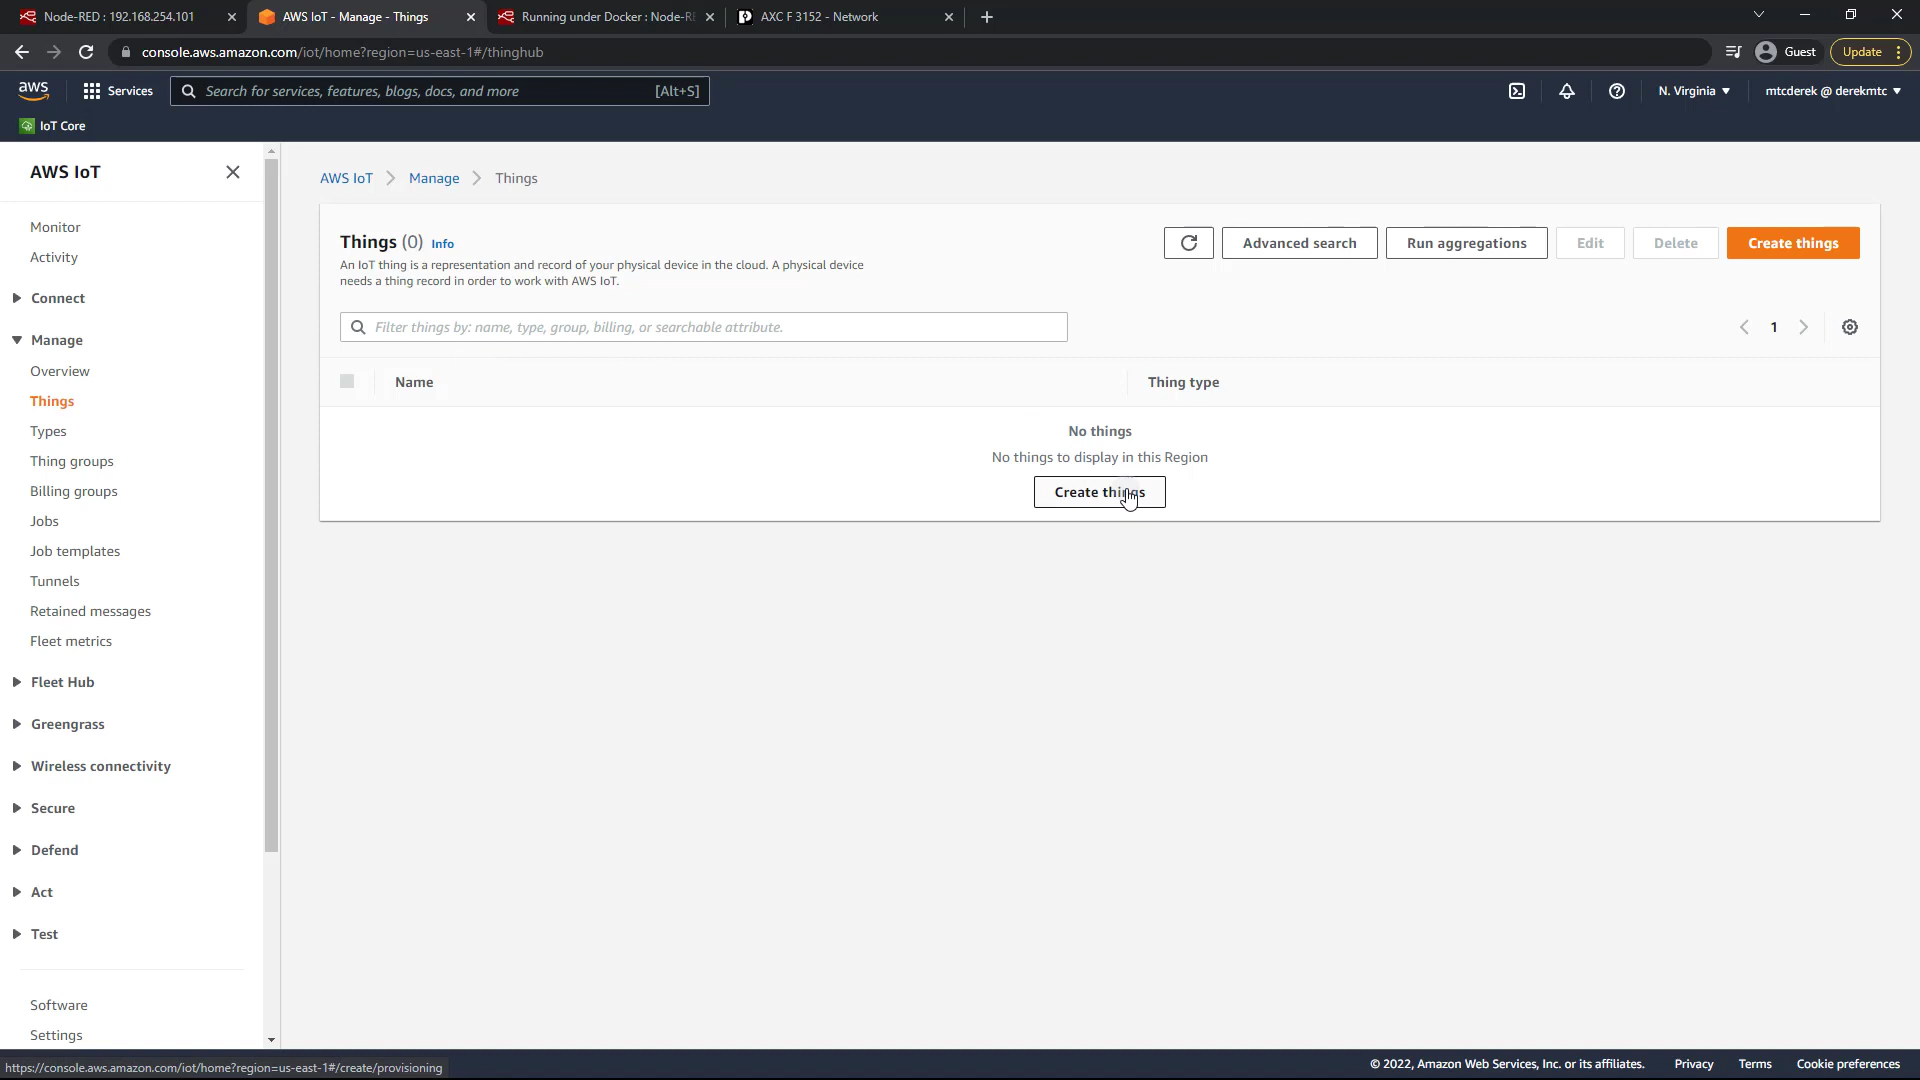 Node-RED : 192.168.254.101
AWS IoT - Manage - Things
Running under Docker : Node-RE
AXC F 3152 - Network
console.aws.amazon.com/iot/home?region=us-east-1#/thinghub
Guest
Update
aws
Services
Search for services, features, blogs, docs, and more
[Alt+S]
N. Virginia
mtcderek @ derekmtc
IoT Core
AWS IoT
Monitor
Activity
Connect
Manage
Overview
Things
Types
Thing groups
Billing groups
Jobs
Job templates
Tunnels
Retained messages
Fleet metrics
Fleet Hub
Greengrass
Wireless connectivity
Secure
Defend
Act
Test
Software
Settings
AWS IoT
Manage
Things
Things (0) Info
An IoT thing is a representation and record of your physical device in the cloud. A physical device
needs a thing record in order to work with AWS IoT.
Advanced search
Run aggregations
Edit
Delete
Create things
Filter things by: name, type, group, billing, or searchable attribute.
1
Name
Thing type
No things
No things to display in this Region
Create things
https://console.aws.amazon.com/iot/home?region=us-east-1#/create/provisioning
© 2022, Amazon Web Services, Inc. or its affiliates.
Privacy
Terms
Cookie preferences